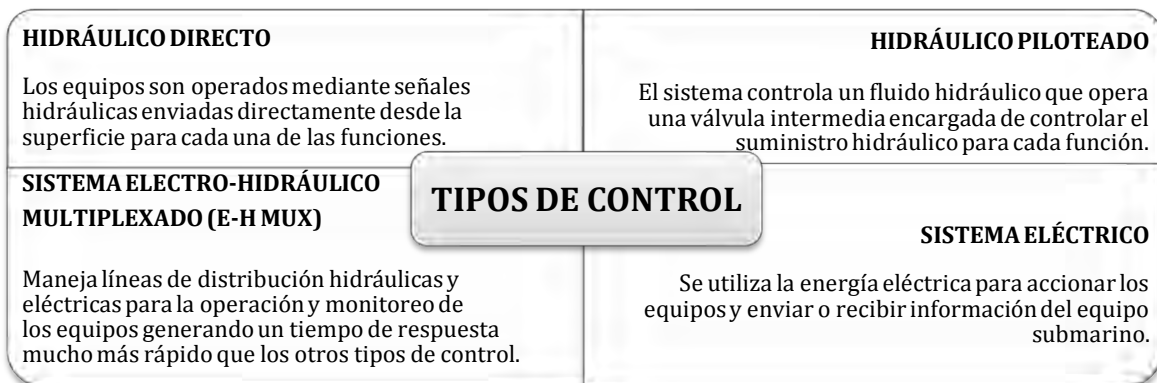 HIDRÁULICO DIRECTO
Los equipos son operados mediante señales
hidráulicas enviadas directamente desde la
superficie para cada una de las funciones.
HIDRÁULICO PILOTEADO
El sistema controla un fluido hidráulico que opera
una válvula intermedia encargada de controlar el
suministro hidráulico para cada función.
TIPOS DE CONTROL
SISTEMA ELECTRO-HIDRÁULICO
MULTIPLEXADO (E-H MUX)
Maneja líneas de distribución hidráulicas y
eléctricas para la operación y monitoreo de
los equipos generando un tiempo de respuesta
mucho más rápido que los otros tipos de control.
SISTEMA ELÉCTRICO
Se utiliza la energía eléctrica para accionar los
equipos y enviar o recibir información del equipo
submarino.